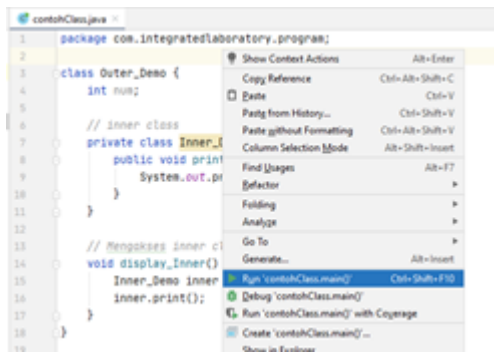 contohClass.java
1 package com.integratedlaboratory.program;
2
3 class Outer_Demo {
4 int num;
5
6 // inner class
7 private class Inner_D
8 public void print
9 System.out.pr
10 }
11 }
12
13 // Mengakses inner cl
14 void display_Inner()
15 Inner_Demo inner
16 inner.print();
17 }
18 }
19
Show Context Actions Alt+Enter
Copy Reference Ctrl+Alt+Shift+C
Paste Ctrl+V
Paste from History... Ctrl+Shift+V
Paste without Formatting Ctrl+Alt+Shift+V
Column Selection Mode Alt+Shift+Insert
Find Usages Alt+F7
Refactor
Folding
Analyze
Go To
Generate... Alt+Insert
Run 'contohClass.main()' Ctrl+Shift+F10
Debug 'contohClass.main()'
Run 'contohClass.main()' with Coverage
Create 'contohClass.main()'...
Show in Explorer